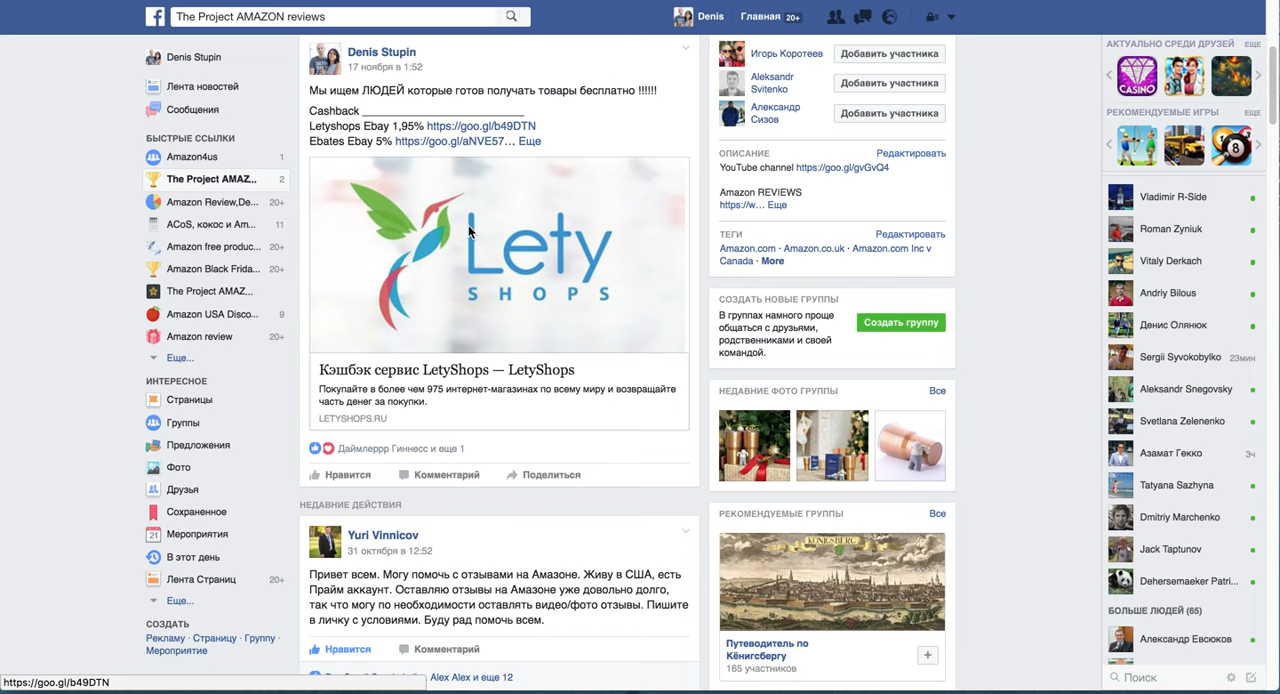 The Project AMAZON reviews
Denis
Главная 20+
Denis Stupin
Лента новостей
Сообщения
БЫСТРЫЕ ССЫЛКИ
Amazon4us 1
The Project AMAZ... 2
Amazon Review,De... 20+
ACoS, кокос и Am... 11
Amazon free produc... 20+
Amazon Black Frida... 20+
The Project AMAZ...
Amazon USA Disco... 9
Amazon review 20+
Еще...
ИНТЕРЕСНОЕ
Страницы
Группы
Предложения
Фото
Друзья
Сохраненное
Мероприятия
В этот день
Лента Страниц 20+
Еще...
СОЗДАТЬ
Рекламу · Страницу · Группу ·
Мероприятие
https://goo.gl/b49DTN
Denis Stupin
17 ноября в 1:52
Мы ищем ЛЮДЕЙ которые готов получать товары бесплатно !!!!!!
Cashback ___________________________
Letyshops Ebay 1,95% https://goo.gl/b49DTN
Ebates Ebay 5% https://goo.gl/aNVE57… Еще
Lety
SHOPS
Кэшбэк сервис LetyShops — LetyShops
Покупайте в более чем 975 интернет-магазинах по всему миру и возвращайте
часть денег за покупки.
LETYSHOPS.RU
Даймлеррр Гиннесс и еще 1
Нравится Комментарий Поделиться
НЕДАВНИЕ ДЕЙСТВИЯ
Yuri Vinnicov
31 октября в 12:52
Привет всем. Могу помочь с отзывами на Амазоне. Живу в США, есть
Прайм аккаунт. Оставляю отзывы на Амазоне уже довольно долго,
так что могу по необходимости оставлять видео/фото отзывы. Пишите
в личку с условиями. Буду рад помочь всем.
Нравится Комментарий
Alex Alex и еще 12
Игорь Коротеев Добавить участника
Aleksandr
Svitenko
Добавить участника
Александр
Сизов
Добавить участника
ОПИСАНИЕ Редактировать
YouTube channel https://goo.gl/gvGvQ4
Amazon REVIEWS
https://w... Еще
ТЕГИ Редактировать
Amazon.com · Amazon.co.uk · Amazon.com Inc v
Canada · More
СОЗДАТЬ НОВЫЕ ГРУППЫ
В группах намного проще
общаться с друзьями,
родственниками и своей
командой.
Создать группу
НЕДАВНИЕ ФОТО ГРУППЫ Все
РЕКОМЕНДУЕМЫЕ ГРУППЫ Все
KÖNIGSBERG
Путеводитель по
Кёнигсбергу
165 участников
АКТУАЛЬНО СРЕДИ ДРУЗЕЙ ЕЩЕ
CASINO
РЕКОМЕНДУЕМЫЕ ИГРЫ ЕЩЕ
8
Vladimir R-Side
Roman Zyniuk
Vitaly Derkach
Andriy Bilous
Денис Олянюк
Sergii Syvokobylko 23мин
Aleksandr Snegovsky
Svetlana Zelenenko
Азамат Гекко 3ч
Tatyana Sazhyna
Dmitriy Marchenko
Jack Taptunov
Dehersemaeker Patri...
БОЛЬШЕ ЛЮДЕЙ (65)
Александр Евсюков
Поиск